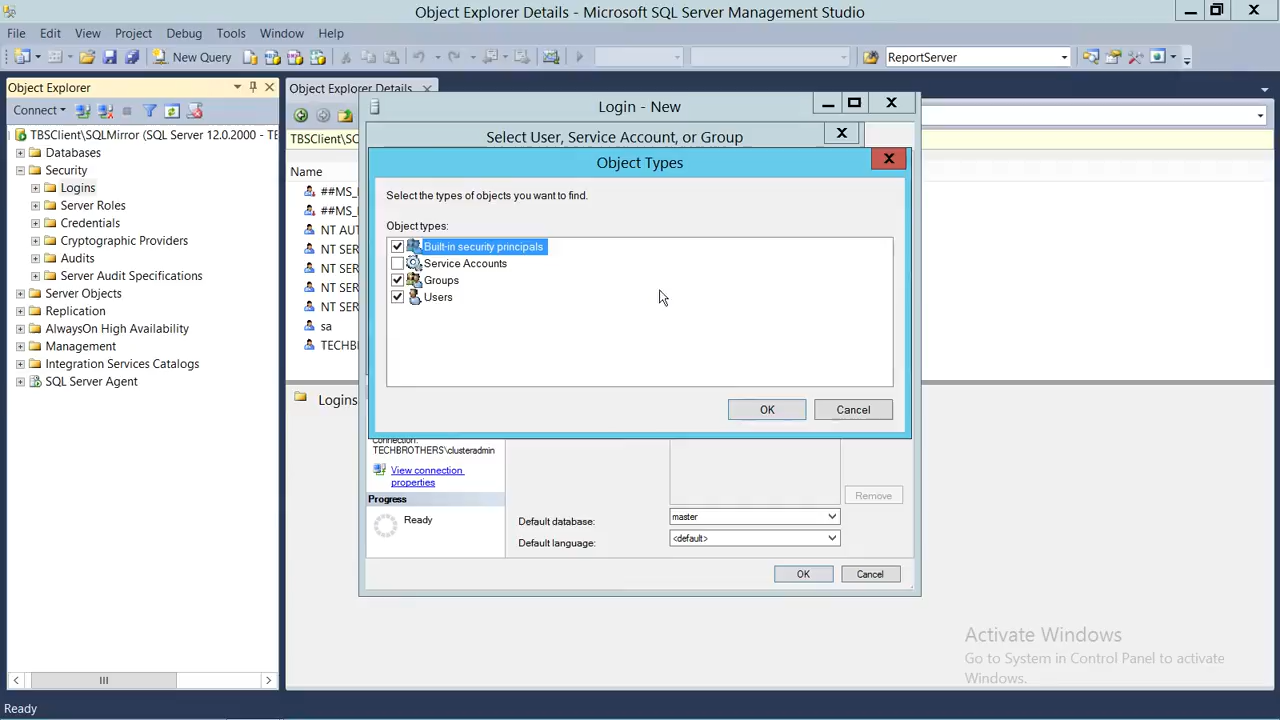 Object Explorer Details - Microsoft SQL Server Management Studio
File Edit View Project Debug Tools Window Help
New Query
ReportServer
Object Explorer
Connect
TBSClient\SQLMirror (SQL Server 12.0.2000 - TE
Databases
Security
Logins
Server Roles
Credentials
Cryptographic Providers
Audits
Server Audit Specifications
Server Objects
Replication
AlwaysOn High Availability
Management
Integration Services Catalogs
SQL Server Agent
Object Explorer Details
TBSClient\SQ
Name
##MS_
##MS_
NT AUT
NT SER
NT SER
NT SER
NT SER
sa
TECHB
Logins
Login - New
Select User, Service Account, or Group
Object Types
Select the types of objects you want to find.
Object types:
Built-in security principals
Service Accounts
Groups
Users
OK Cancel
Connection:
TECHBROTHERS\clusteradmin
View connection
properties
Progress
Ready
Remove
Default database: master
Default language: <default>
OK Cancel
Activate Windows
Go to System in Control Panel to activate
Windows.
Ready